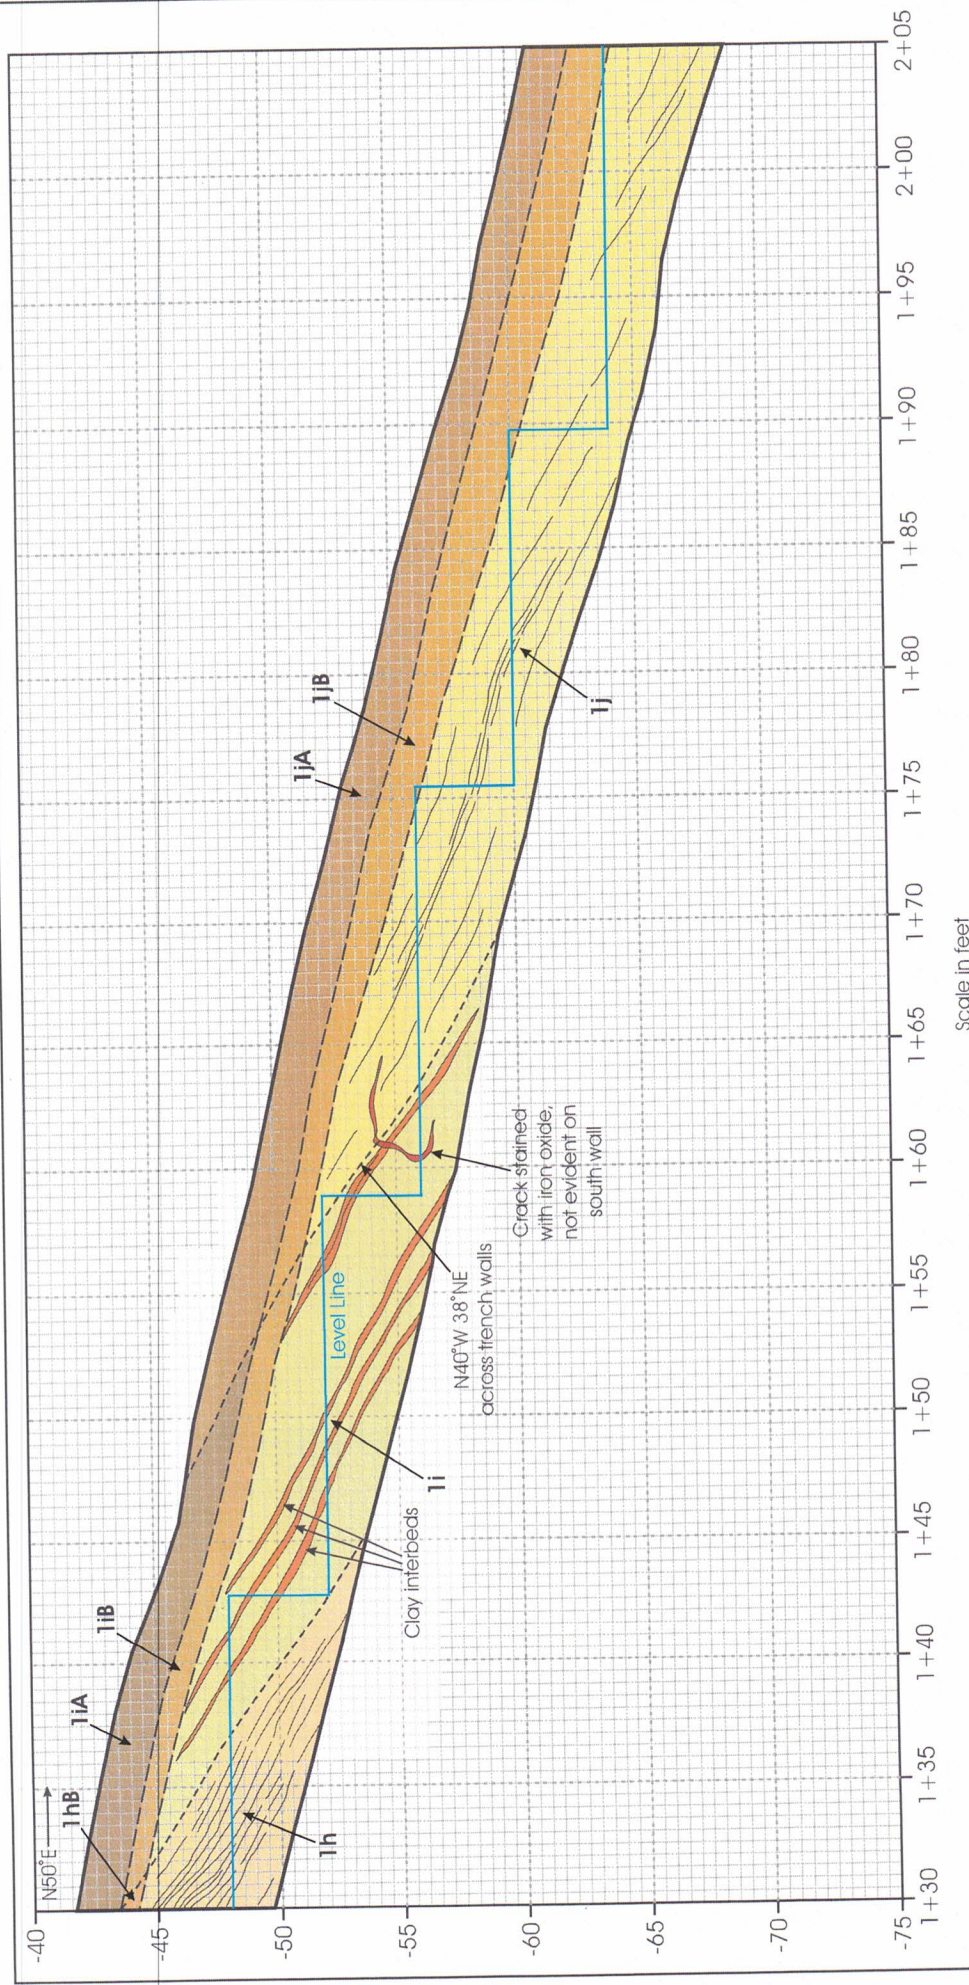 N50°E
1hB
1iA
1iB
1jA
1jB
1h
Clay interbeds
1i
Level Line
N40°W 38°NE
across trench walls
Crack stained
with iron oxide,
not evident on
south wall
1j
-40
-45
-50
-55
-60
-65
-70
-75
1+30
1+35
1+40
1+45
1+50
1+55
1+60
1+65
1+70
1+75
1+80
1+85
1+90
1+95
2+00
2+05
Scale in feet